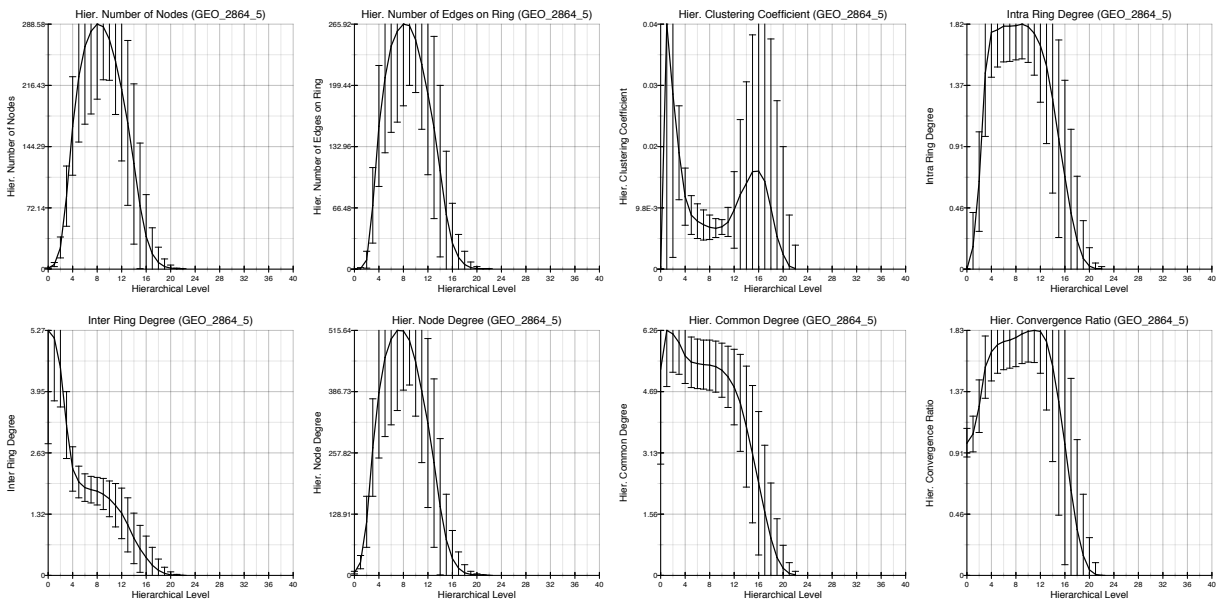 Hier. Number of Nodes (GEO_2864_5)
288.58
216.43
144.29
72.14
0
Hier. Number of Nodes
0 4 8 12 16 20 24 28 32 36 40
Hierarchical Level
Hier. Number of Edges on Ring (GEO_2864_5)
265.92
199.44
132.96
66.48
0
Hier. Number of Edges on Ring
0 4 8 12 16 20 24 28 32 36 40
Hierarchical Level
Hier. Clustering Coefficient (GEO_2864_5)
0.04
0.03
0.02
9.8E-3
0
Hier. Clustering Coefficient
0 4 8 12 16 20 24 28 32 36 40
Hierarchical Level
Intra Ring Degree (GEO_2864_5)
1.82
1.37
0.91
0.46
0
Intra Ring Degree
0 4 8 12 16 20 24 28 32 36 40
Hierarchical Level
Inter Ring Degree (GEO_2864_5)
5.27
3.95
2.63
1.32
0
Inter Ring Degree
0 4 8 12 16 20 24 28 32 36 40
Hierarchical Level
Hier. Node Degree (GEO_2864_5)
515.64
386.73
257.82
128.91
0
Hier. Node Degree
0 4 8 12 16 20 24 28 32 36 40
Hierarchical Level
Hier. Common Degree (GEO_2864_5)
6.26
4.69
3.13
1.56
0
Hier. Common Degree
0 4 8 12 16 20 24 28 32 36 40
Hierarchical Level
Hier. Convergence Ratio (GEO_2864_5)
1.83
1.37
0.91
0.46
0
Hier. Convergence Ratio
0 4 8 12 16 20 24 28 32 36 40
Hierarchical Level